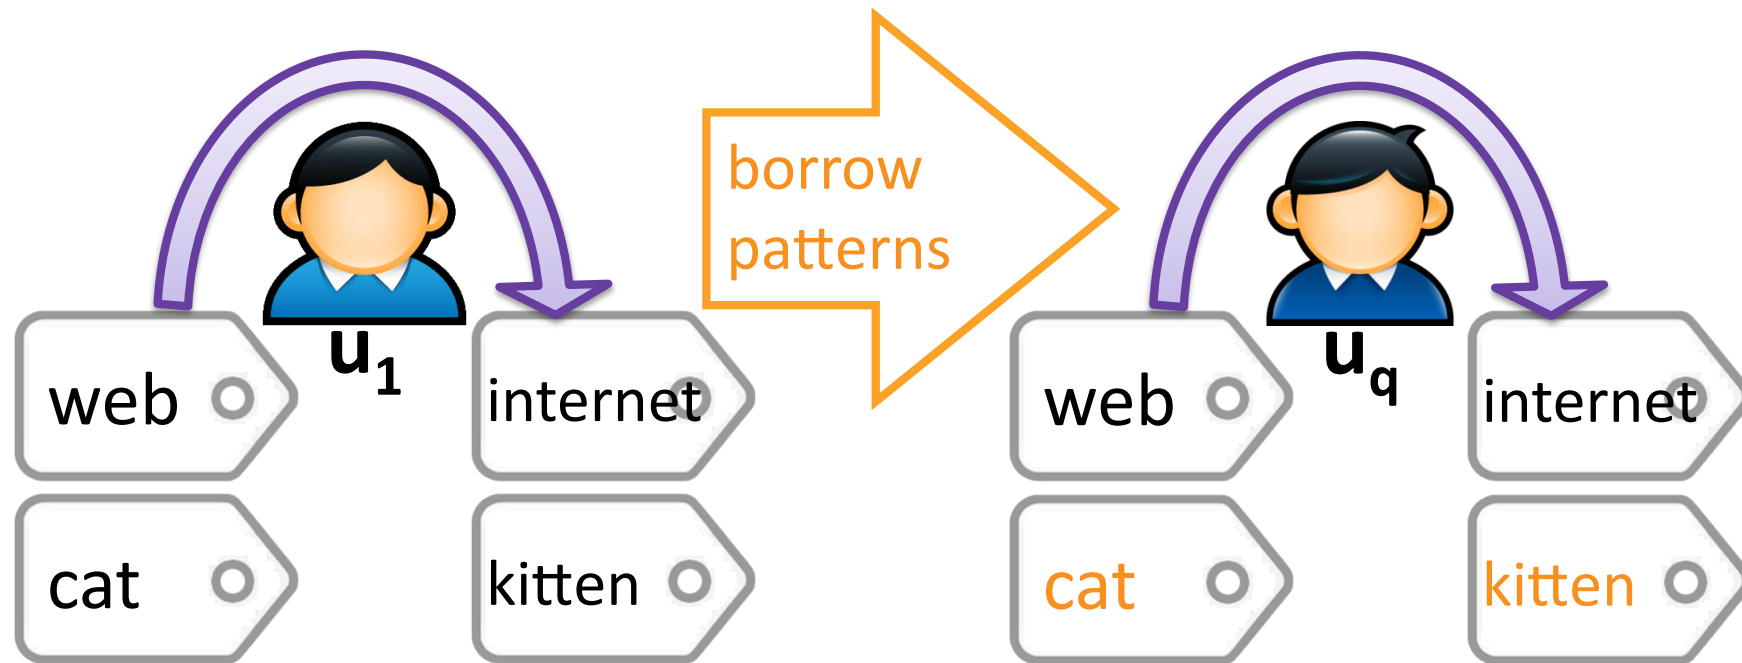 borrow
patterns
u1
uq
web
internet
web
internet
cat
kitten
cat
kitten